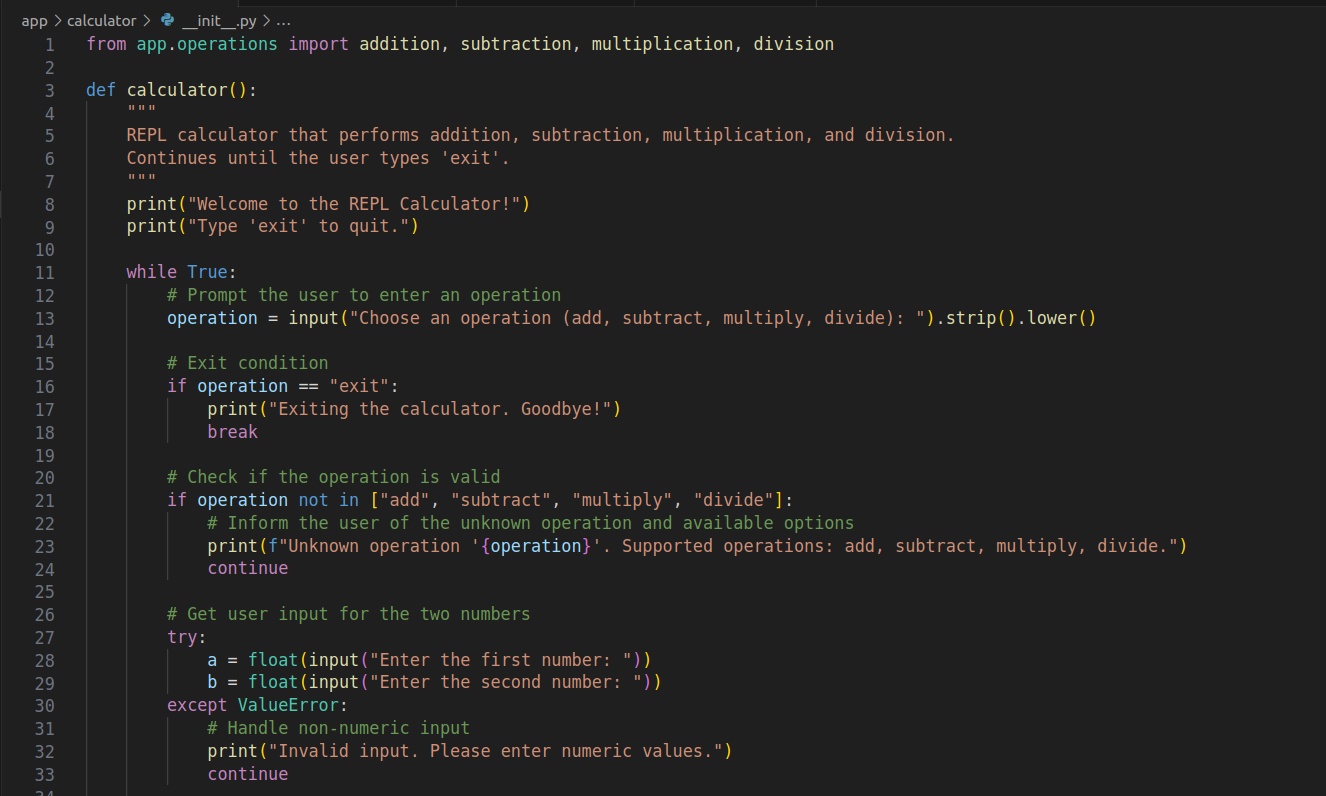 app > calculator > __init__.py > ...
1 from app.operations import addition, subtraction, multiplication, division
2
3 def calculator():
4     """
5     REPL calculator that performs addition, subtraction, multiplication, and division.
6     Continues until the user types 'exit'.
7     """
8     print("Welcome to the REPL Calculator!")
9     print("Type 'exit' to quit.")
10
11     while True:
12         # Prompt the user to enter an operation
13         operation = input("Choose an operation (add, subtract, multiply, divide): ").strip().lower()
14
15         # Exit condition
16         if operation == "exit":
17             print("Exiting the calculator. Goodbye!")
18             break
19
20         # Check if the operation is valid
21         if operation not in ["add", "subtract", "multiply", "divide"]:
22             # Inform the user of the unknown operation and available options
23             print(f"Unknown operation '{operation}'. Supported operations: add, subtract, multiply, divide.")
24             continue
25
26         # Get user input for the two numbers
27         try:
28             a = float(input("Enter the first number: "))
29             b = float(input("Enter the second number: "))
30         except ValueError:
31             # Handle non-numeric input
32             print("Invalid input. Please enter numeric values.")
33             continue
34